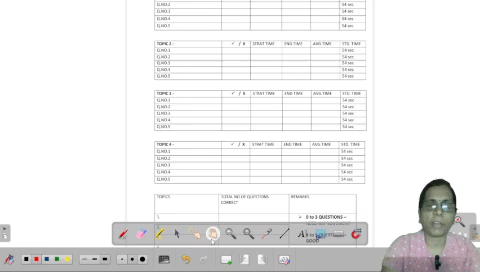 Q.NO.2 54 sec
Q.NO.3 54 sec
Q.NO.4 54 sec
Q.NO.5 54 sec
TOPIC 2 - ✓ / X STRAT TIME END TIME AVG TIME STD. TIME
Q.NO.1 54 sec
Q.NO.2 54 sec
Q.NO.3 54 sec
Q.NO.4 54 sec
Q.NO.5 54 sec
TOPIC 3 - ✓ / X STRAT TIME END TIME AVG TIME STD. TIME
Q.NO.1 54 sec
Q.NO.2 54 sec
Q.NO.3 54 sec
Q.NO.4 54 sec
Q.NO.5 54 sec
TOPIC 4 - ✓ / X STRAT TIME END TIME AVG TIME STD. TIME
Q.NO.1 54 sec
Q.NO.2 54 sec
Q.NO.3 54 sec
Q.NO.4 54 sec
Q.NO.5 54 sec
TOPICS TOTAL NO OF QUESTIONS CORRECT REMARKS
1. ➢ 0 to 3 QUESTIONS –
GOOD